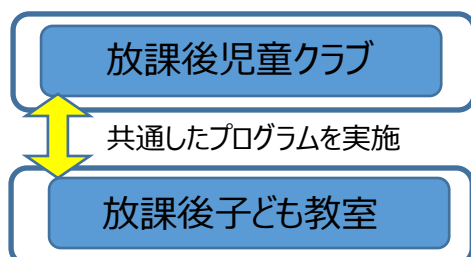 放課後児童クラブ
共通したプログラムを実施
放課後子ども教室